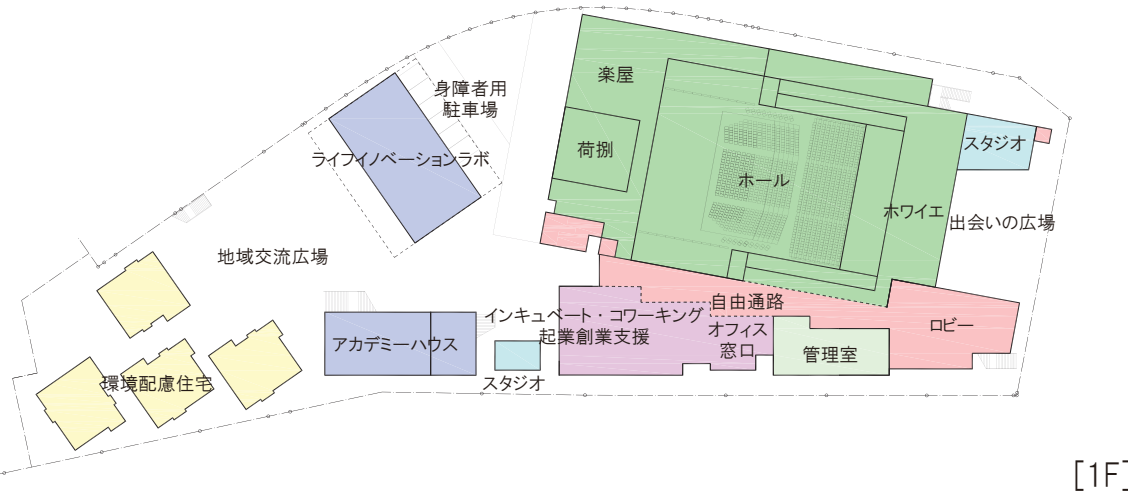 楽屋
身障者用
駐車場
荷捌
スタジオ
ライフイノベーションラボ
ホール
ホワイエ
出会いの広場
地域交流広場
自由通路
インキュベート・コワーキング
起業創業支援
オフィス
窓口
ロビー
アカデミーハウス
管理室
スタジオ
環境配慮住宅
[1F]